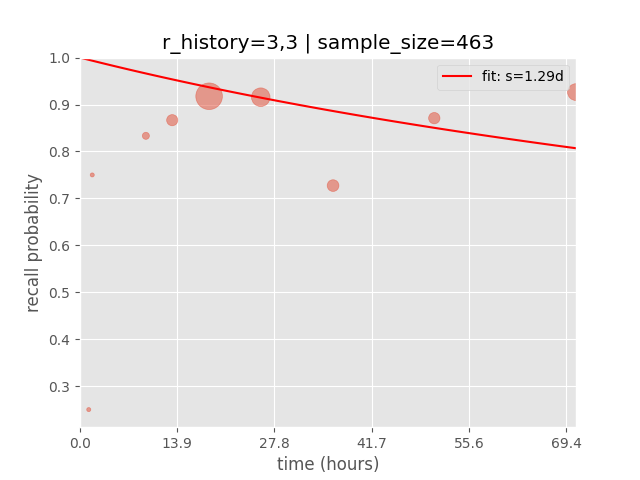 r_history=3,3 | sample_size=463
fit: s=1.29d
1.0
0.9
0.8
0.7
0.6
0.5
0.4
0.3
recall probability
0.0 13.9 27.8 41.7 55.6 69.4
time (hours)